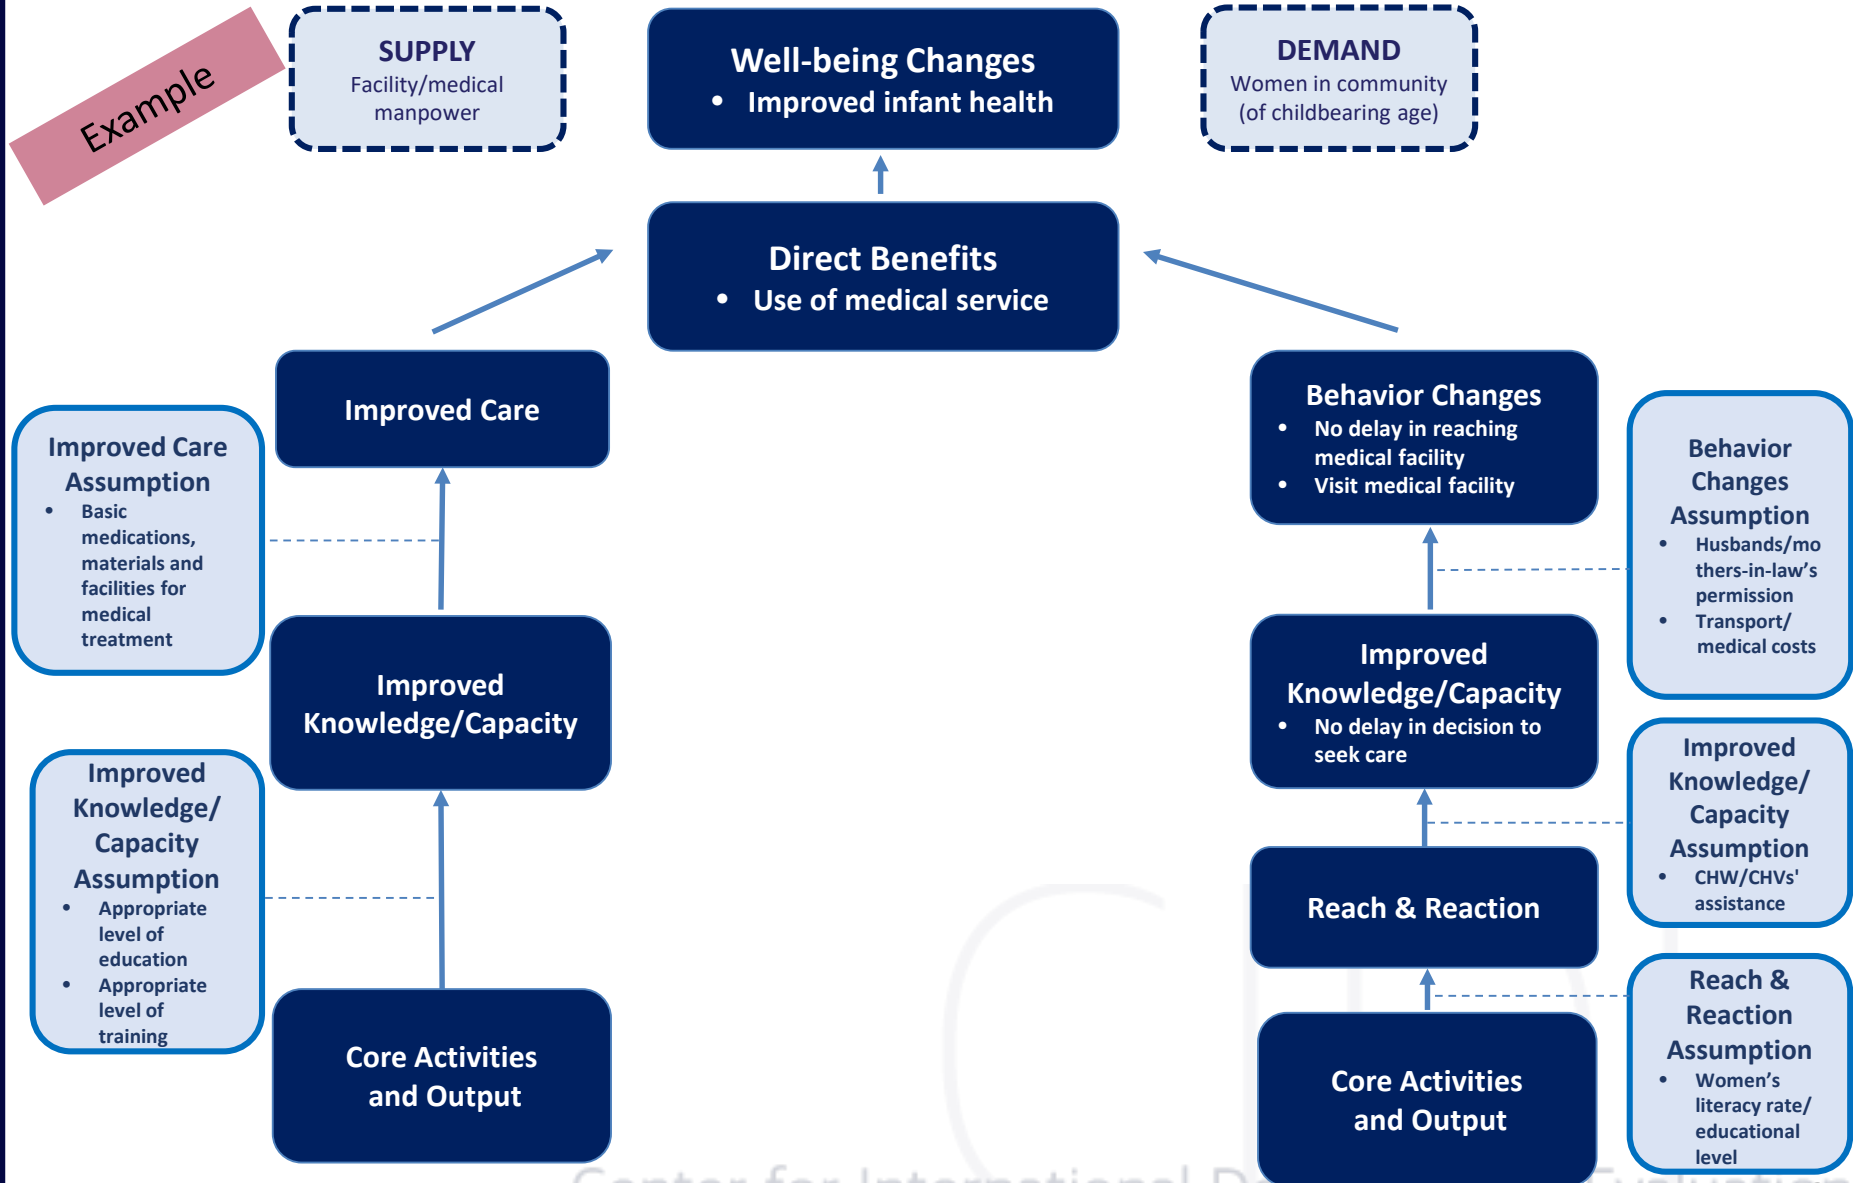 Example
SUPPLY
Facility/medical
manpower
Well-being Changes
• Improved infant health
DEMAND
Women in community
(of childbearing age)
Direct Benefits
• Use of medical service
Improved Care
Improved Care
Assumption
• Basic
medications,
materials and
facilities for
medical
treatment
Improved
Knowledge/Capacity
Improved
Knowledge/
Capacity
Assumption
• Appropriate
level of
education
• Appropriate
level of
training
Core Activities
and Output
Behavior Changes
• No delay in reaching
medical facility
• Visit medical facility
Behavior
Changes
Assumption
• Husbands/mo
thers-in-law’s
permission
• Transport/
medical costs
Improved
Knowledge/Capacity
• No delay in decision to
seek care
Improved
Knowledge/
Capacity
Assumption
• CHW/CHVs'
assistance
Reach & Reaction
Reach &
Reaction
Assumption
• Women’s
literacy rate/
educational
level
Core Activities
and Output
Center for International Evaluation